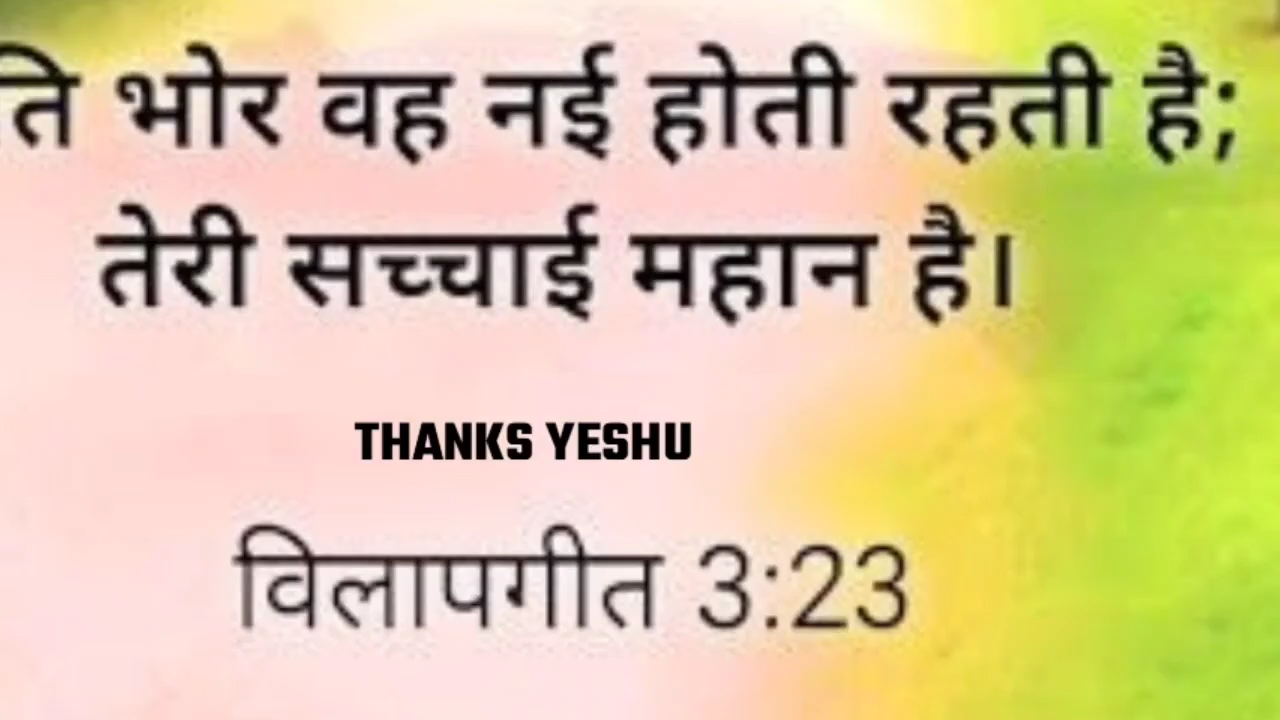 ति भोर वह नई होती रहती है;
तेरी सच्चाई महान है।
THANKS YESHU
विलापगीत 3:23